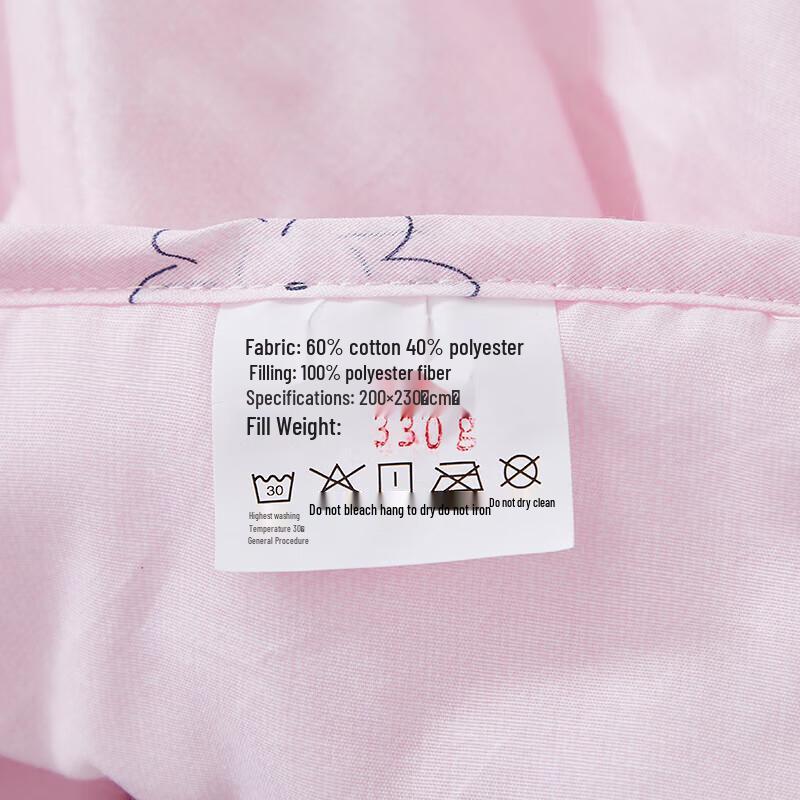 Fabric: 60% cotton 40% polyester
Filling: 100% polyester fiber
Specifications: 200×230 cm
Fill Weight: 330 g
30
Do not bleach hang to dry do not iron
Do not dry clean
Highest washing
Temperature 30
General Procedure